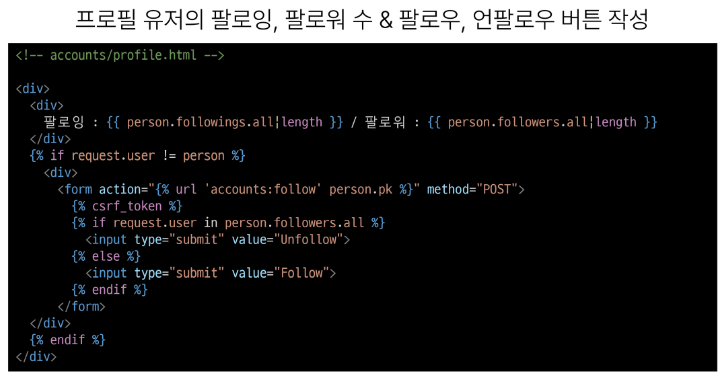 프로필 유저의 팔로잉, 팔로워 수 & 팔로우, 언팔로우 버튼 작성
<!-- accounts/profile.html -->
<div>
<div>
팔로잉 : {{ person.followings.all|length }} / 팔로워 : {{ person.followers.all|length }}
</div>
{% if request.user != person %}
<div>
<form action="{% url 'accounts:follow' person.pk %}" method="POST">
{% csrf_token %}
{% if request.user in person.followers.all %}
<input type="submit" value="Unfollow">
{% else %}
<input type="submit" value="Follow">
{% endif %}
</form>
</div>
{% endif %}
</div>